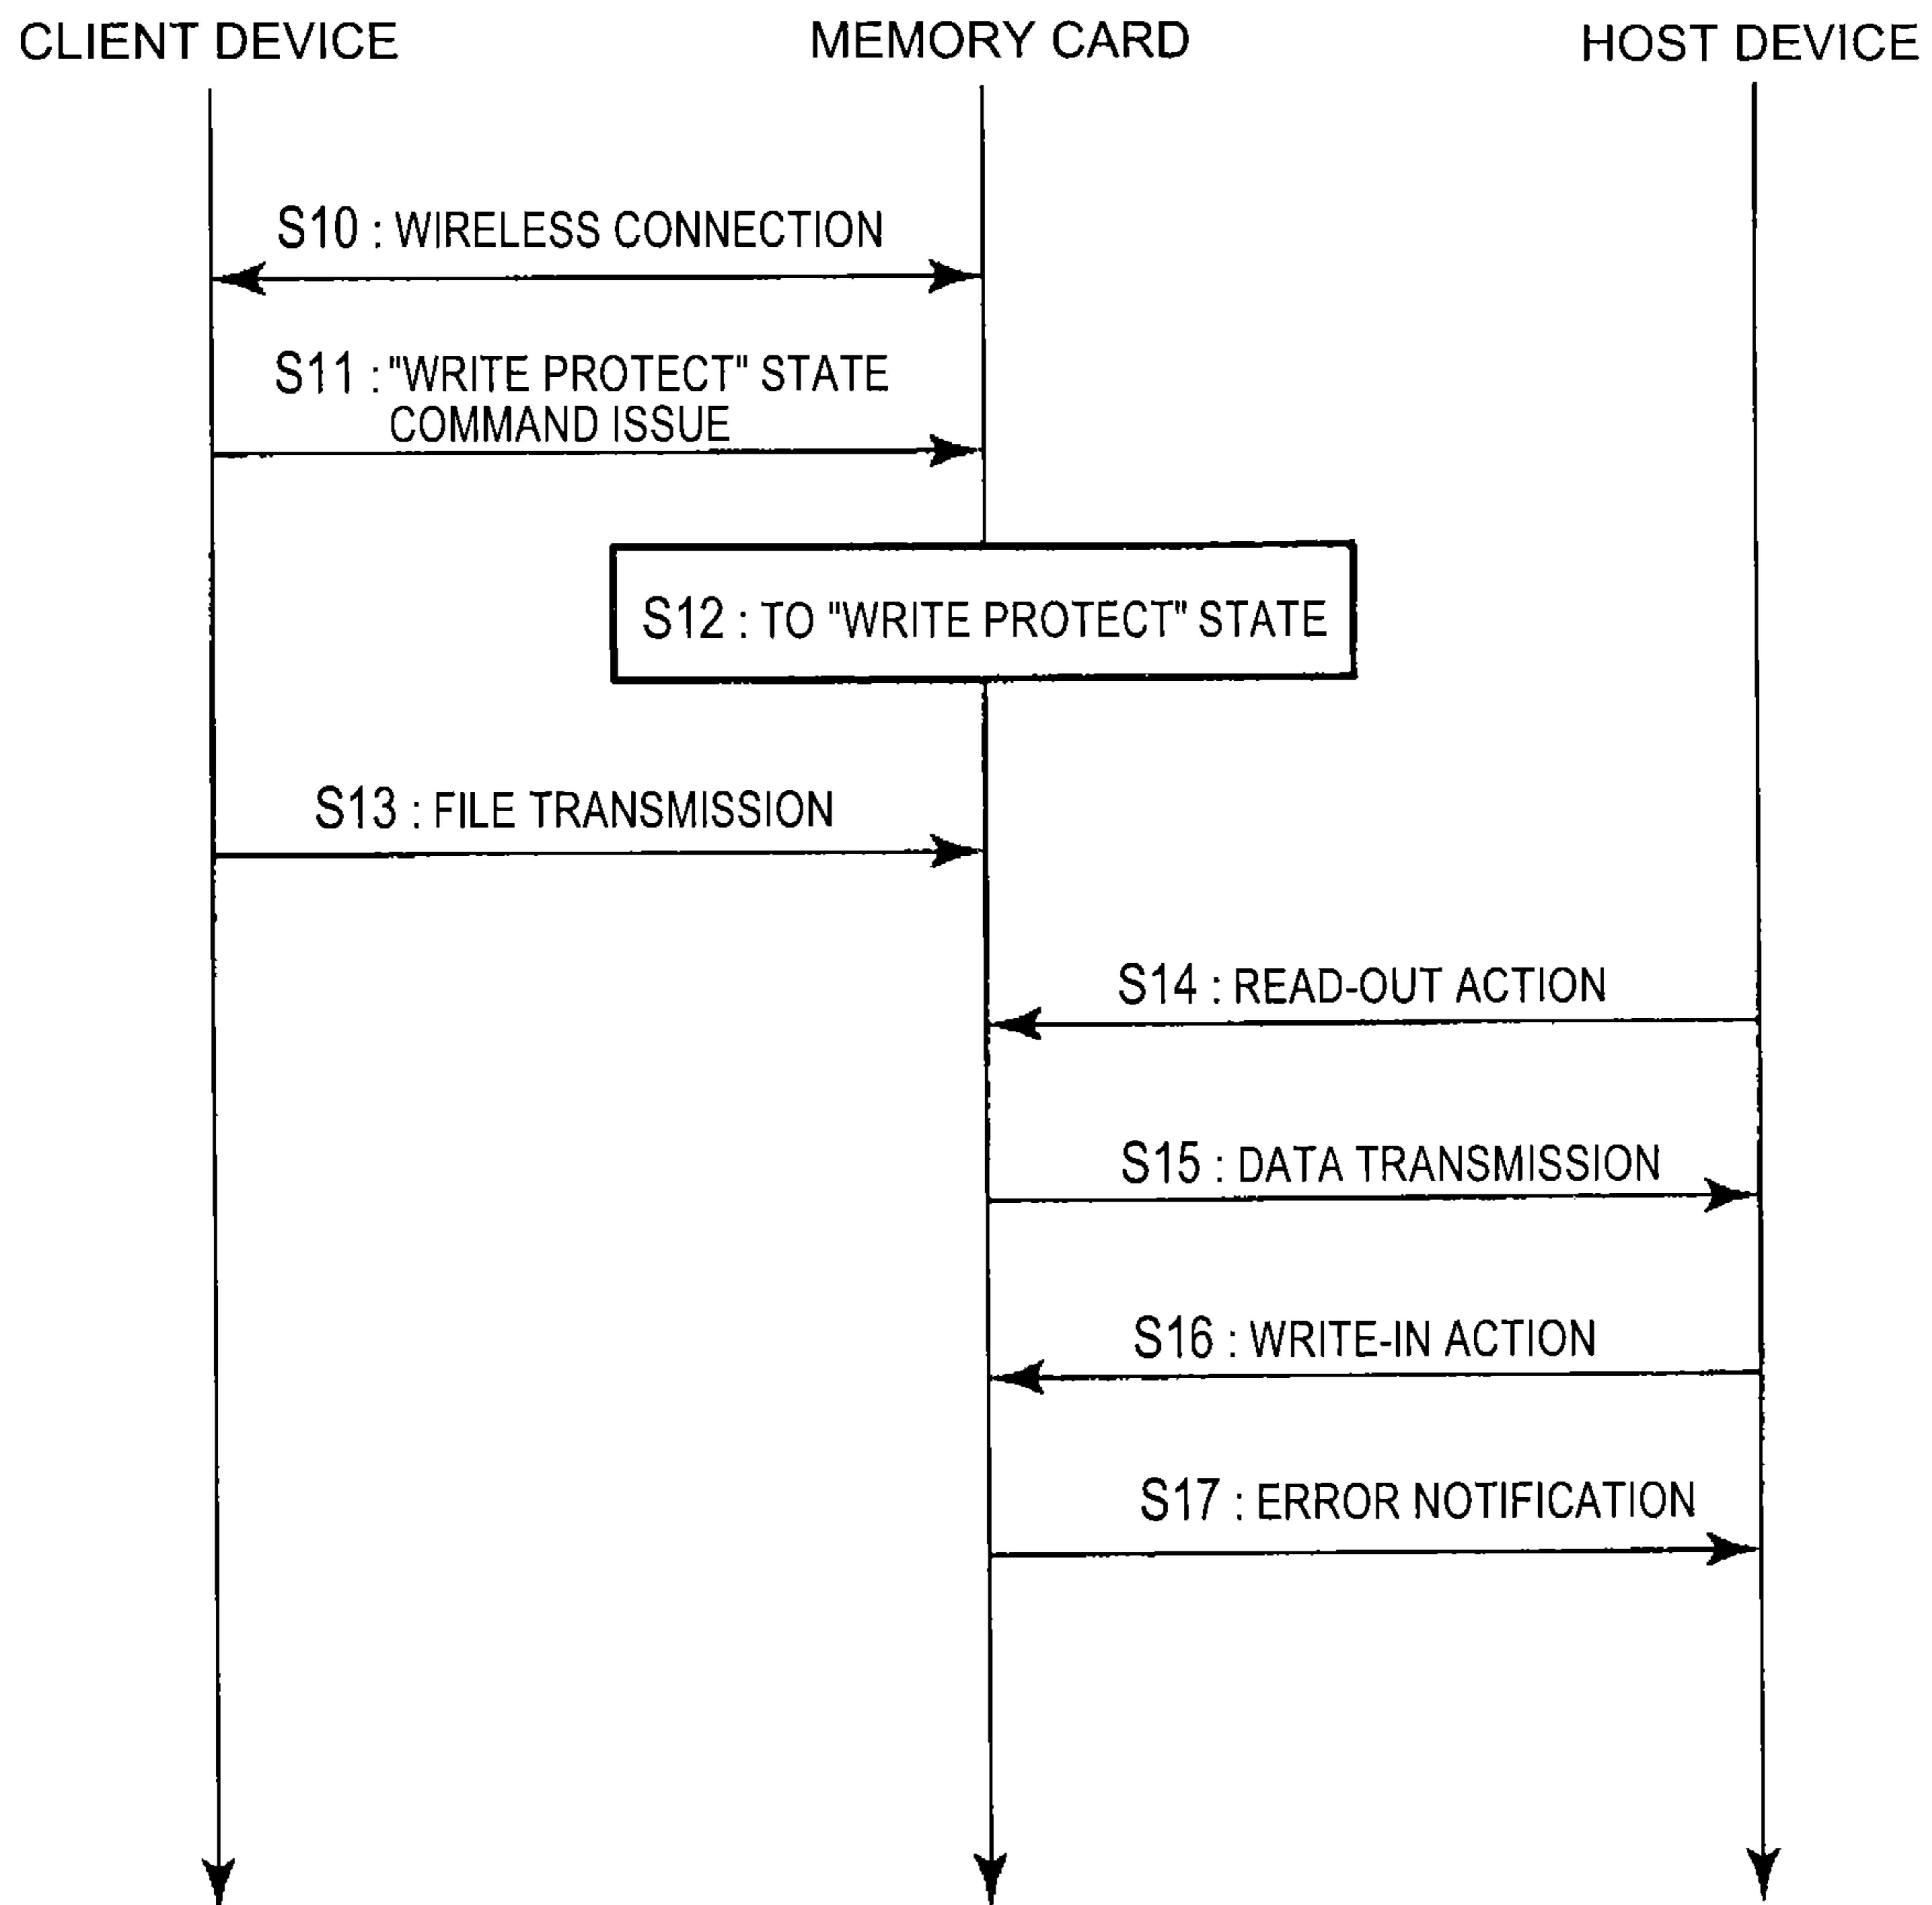 CLIENT DEVICE
MEMORY CARD
HOST DEVICE
S10 : WIRELESS CONNECTION
S11 : "WRITE PROTECT" STATE
COMMAND ISSUE
S12 : TO "WRITE PROTECT" STATE
S13 : FILE TRANSMISSION
S14 : READ-OUT ACTION
S15 : DATA TRANSMISSION
S16 : WRITE-IN ACTION
S17 : ERROR NOTIFICATION